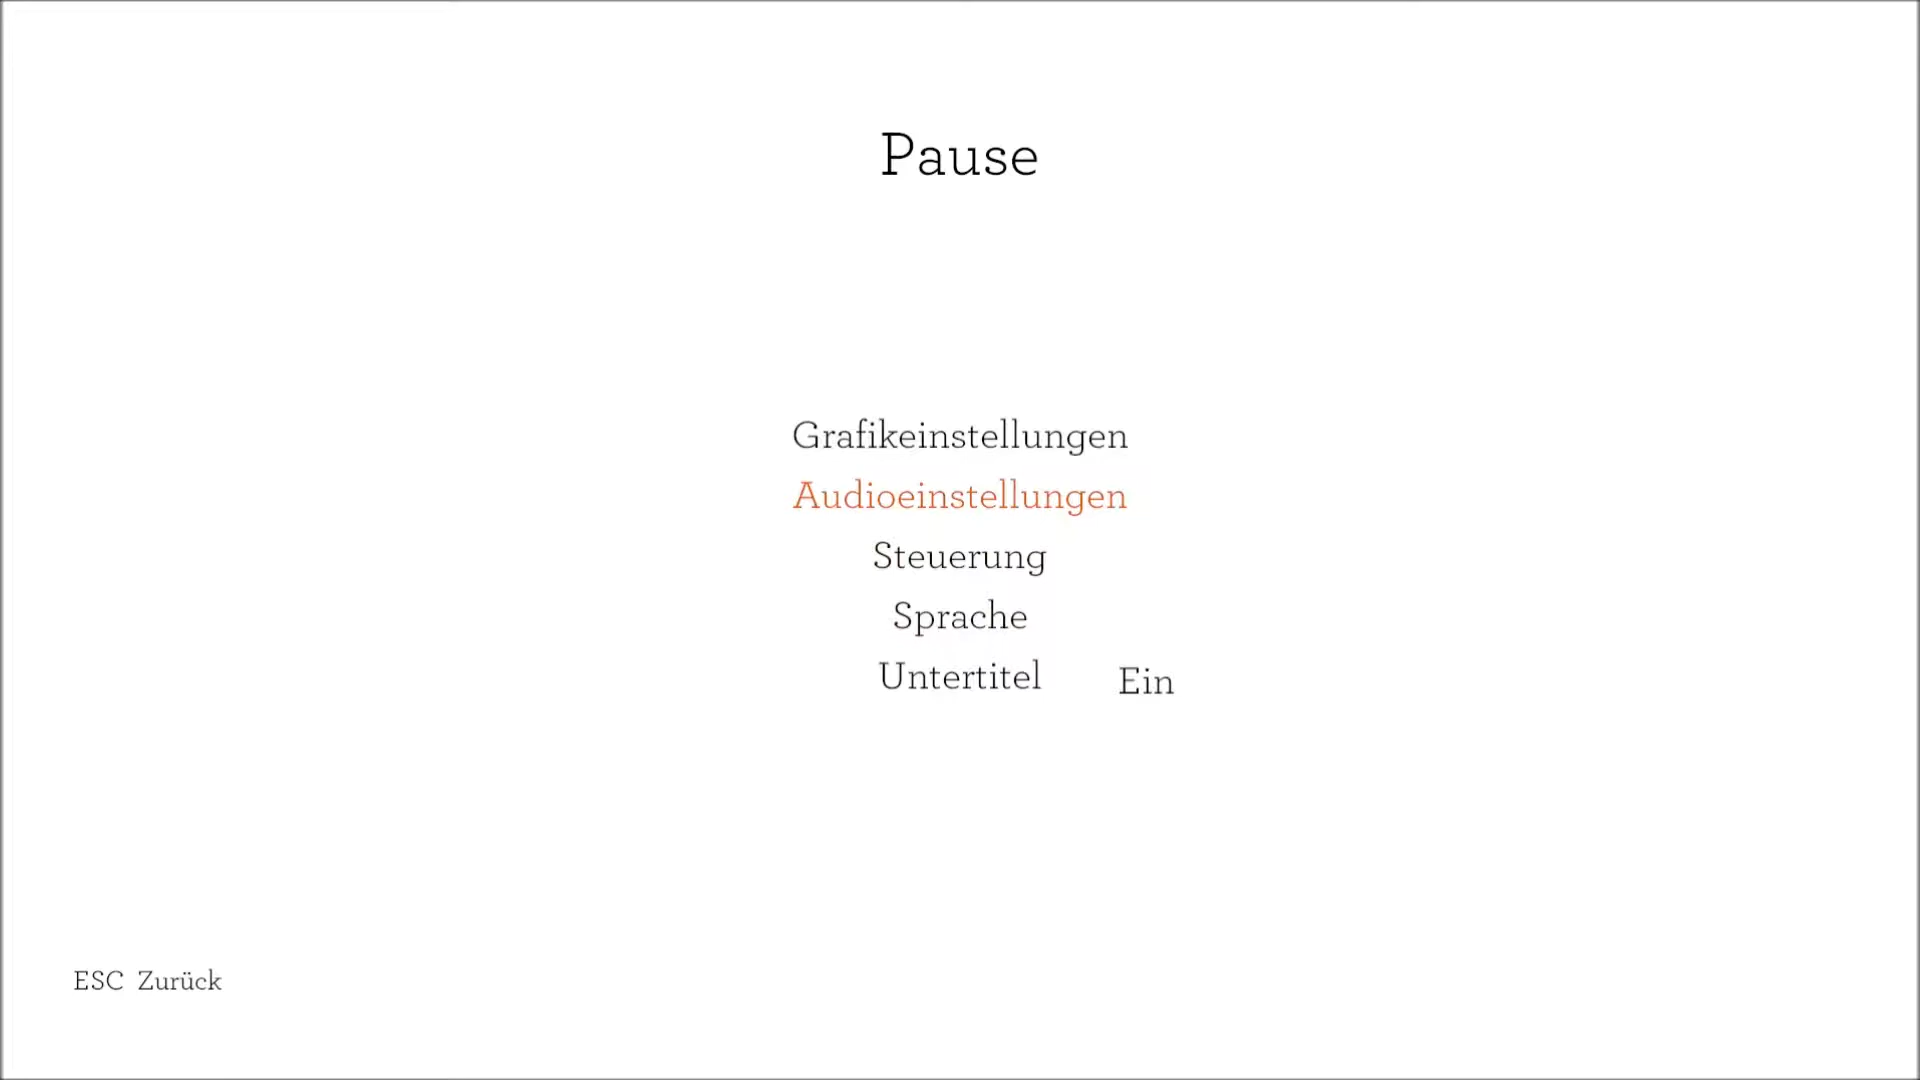 Pause
Grafikeinstellungen
Audioeinstellungen
Steuerung
Sprache
Untertitel Ein
ESC Zurück